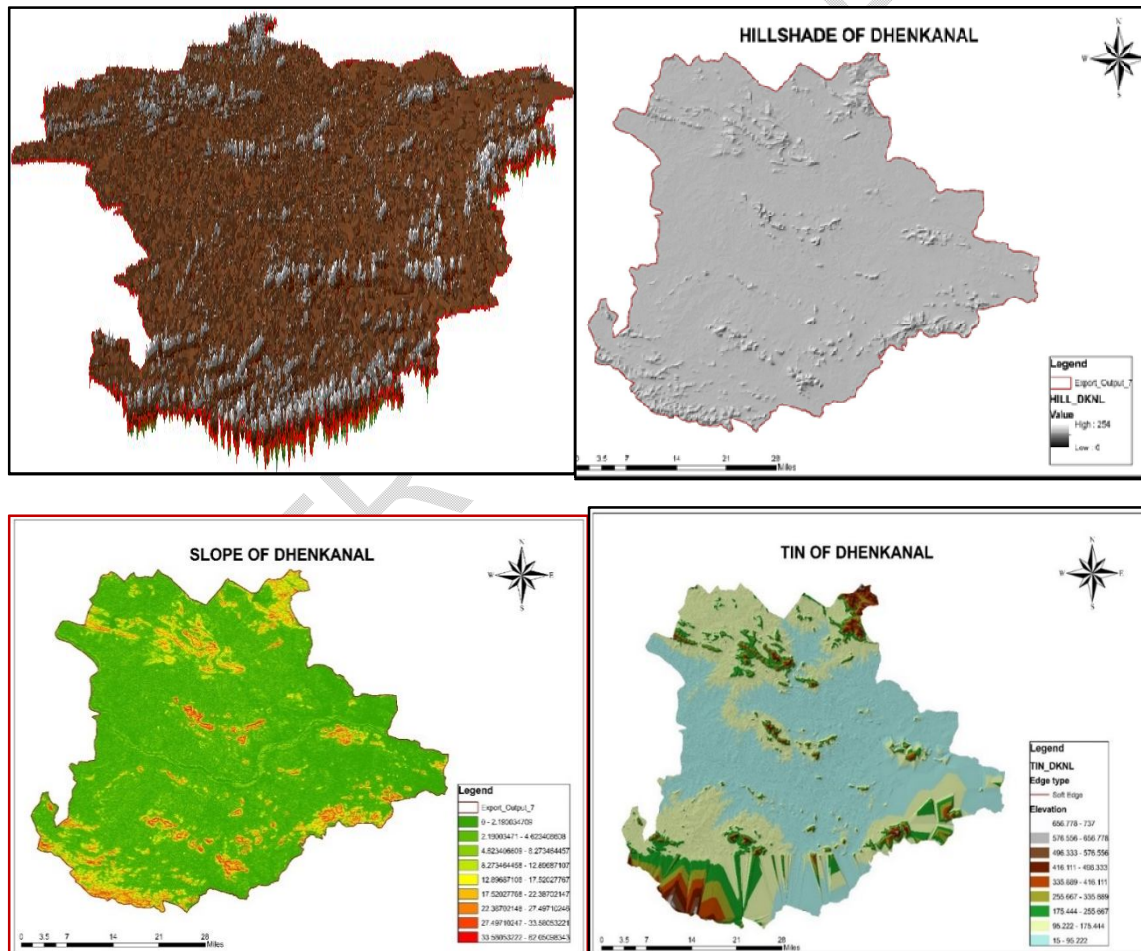 HILLSHADE OF DHENKANAL
N
W
S
Legend
Export_Output_7
HILL_DKNL
Value
High : 254
Low : 0
0 3.5 7 14 21 28
Miles
SLOPE OF DHENKANAL
N
W E
S
Legend
Export_Output_7
0 - 2.190034709
2.19003471 - 4.623406608
4.623406609 - 8.273464457
8.273464458 - 12.89687107
12.89687108 - 17.52027767
17.52027768 - 22.38702147
22.38702148 - 27.49710246
27.49710247 - 33.58053221
33.58053222 - 62.05098343
0 3.5 7 14 21 28
Miles
TIN OF DHENKANAL
N
W E
S
Legend
TIN_DKNL
Edge type
Soft Edge
Elevation
656.778 - 737
576.556 - 656.778
496.333 - 576.556
416.111 - 496.333
335.889 - 416.111
255.667 - 335.889
175.444 - 255.667
95.222 - 175.444
15 - 95.222
0 3.5 7 14 21 28
Miles